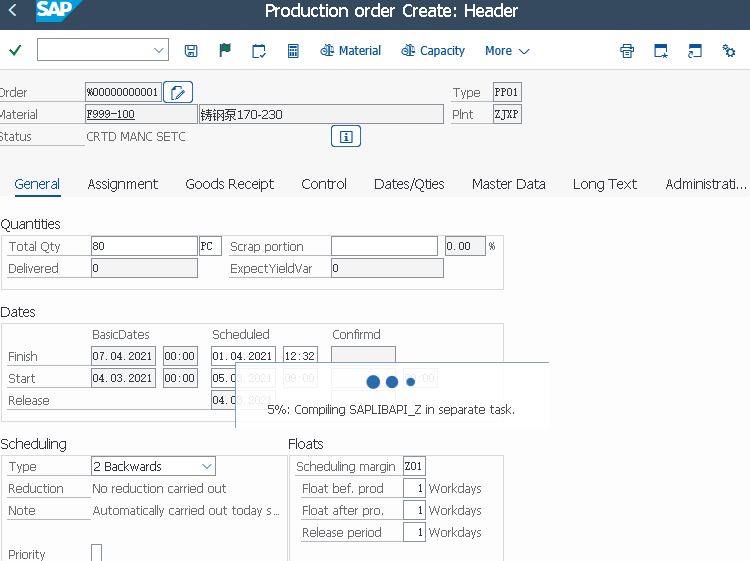 SAP Production order Create: Header
Material Capacity More
Order %00000000001 Type PP01
Material F999-100 铸钢泵170-230 Plnt ZJXP
Status CRTD MANC SETC
General Assignment Goods Receipt Control Dates/Qties Master Data Long Text Administrati...
Quantities
Total Qty 80 PC Scrap portion 0.00 %
Delivered 0 ExpectYieldVar 0
Dates
BasicDates Scheduled Confirmd
Finish 07.04.2021 00:00 01.04.2021 12:32
Start 04.03.2021 00:00 05.03.2021 09:00 00:00
Release 04.03.2021
5%: Compiling SAPLIBAPI_Z in separate task.
Scheduling Floats
Type 2 Backwards Scheduling margin Z01
Reduction No reduction carried out Float bef. prod 1 Workdays
Note Automatically carried out today s... Float after pro. 1 Workdays
Release period 1 Workdays
Priority